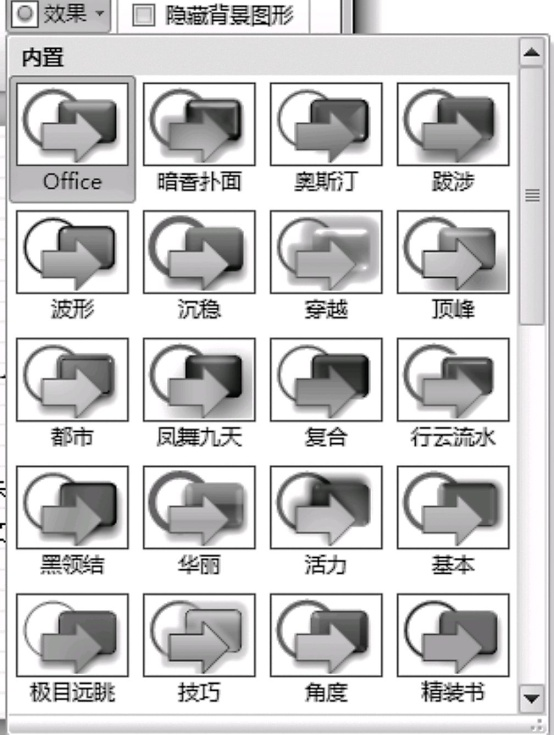 效果 隐藏背景图形
内置
Office 暗香扑面 奥斯汀 跋涉
波形 沉稳 穿越 顶峰
都市 凤舞九天 复合 行云流水
黑领结 华丽 活力 基本
极目远眺 技巧 角度 精装书